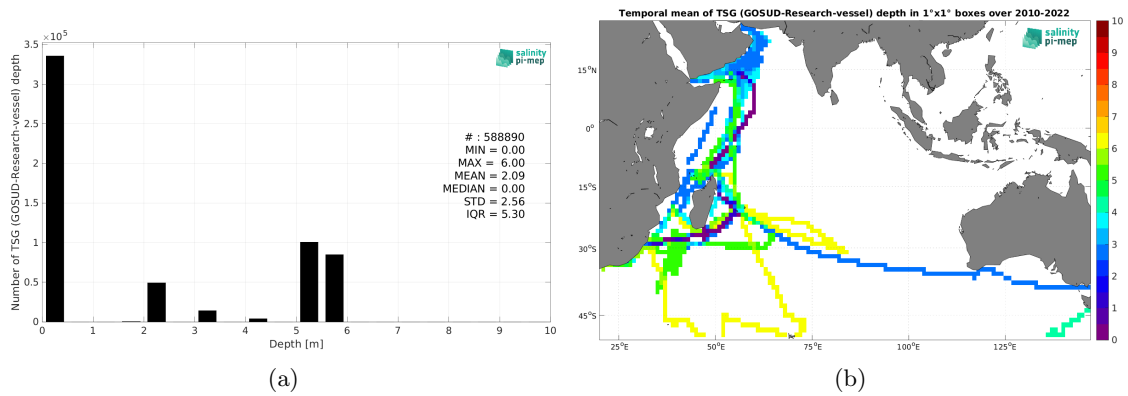 ×10⁵
3.5
3
2.5
2
1.5
1
0.5
0
0 1 2 3 4 5 6 7 8 9 10
Number of TSG (GOSUD-Research-vessel) depth
Depth [m]
salinity
pi-mep
# : 588890
MIN = 0.00
MAX = 6.00
MEAN = 2.09
MEDIAN = 0.00
STD = 2.56
IQR = 5.30
(a)
Temporal mean of TSG (GOSUD-Research-vessel) depth in 1°x1° boxes over 2010-2022
salinity
pi-mep
15°N
0°
15°S
30°S
45°S
25°E 50°E 75°E 100°E 125°E
10
9
8
7
6
5
4
3
2
1
0
(b)